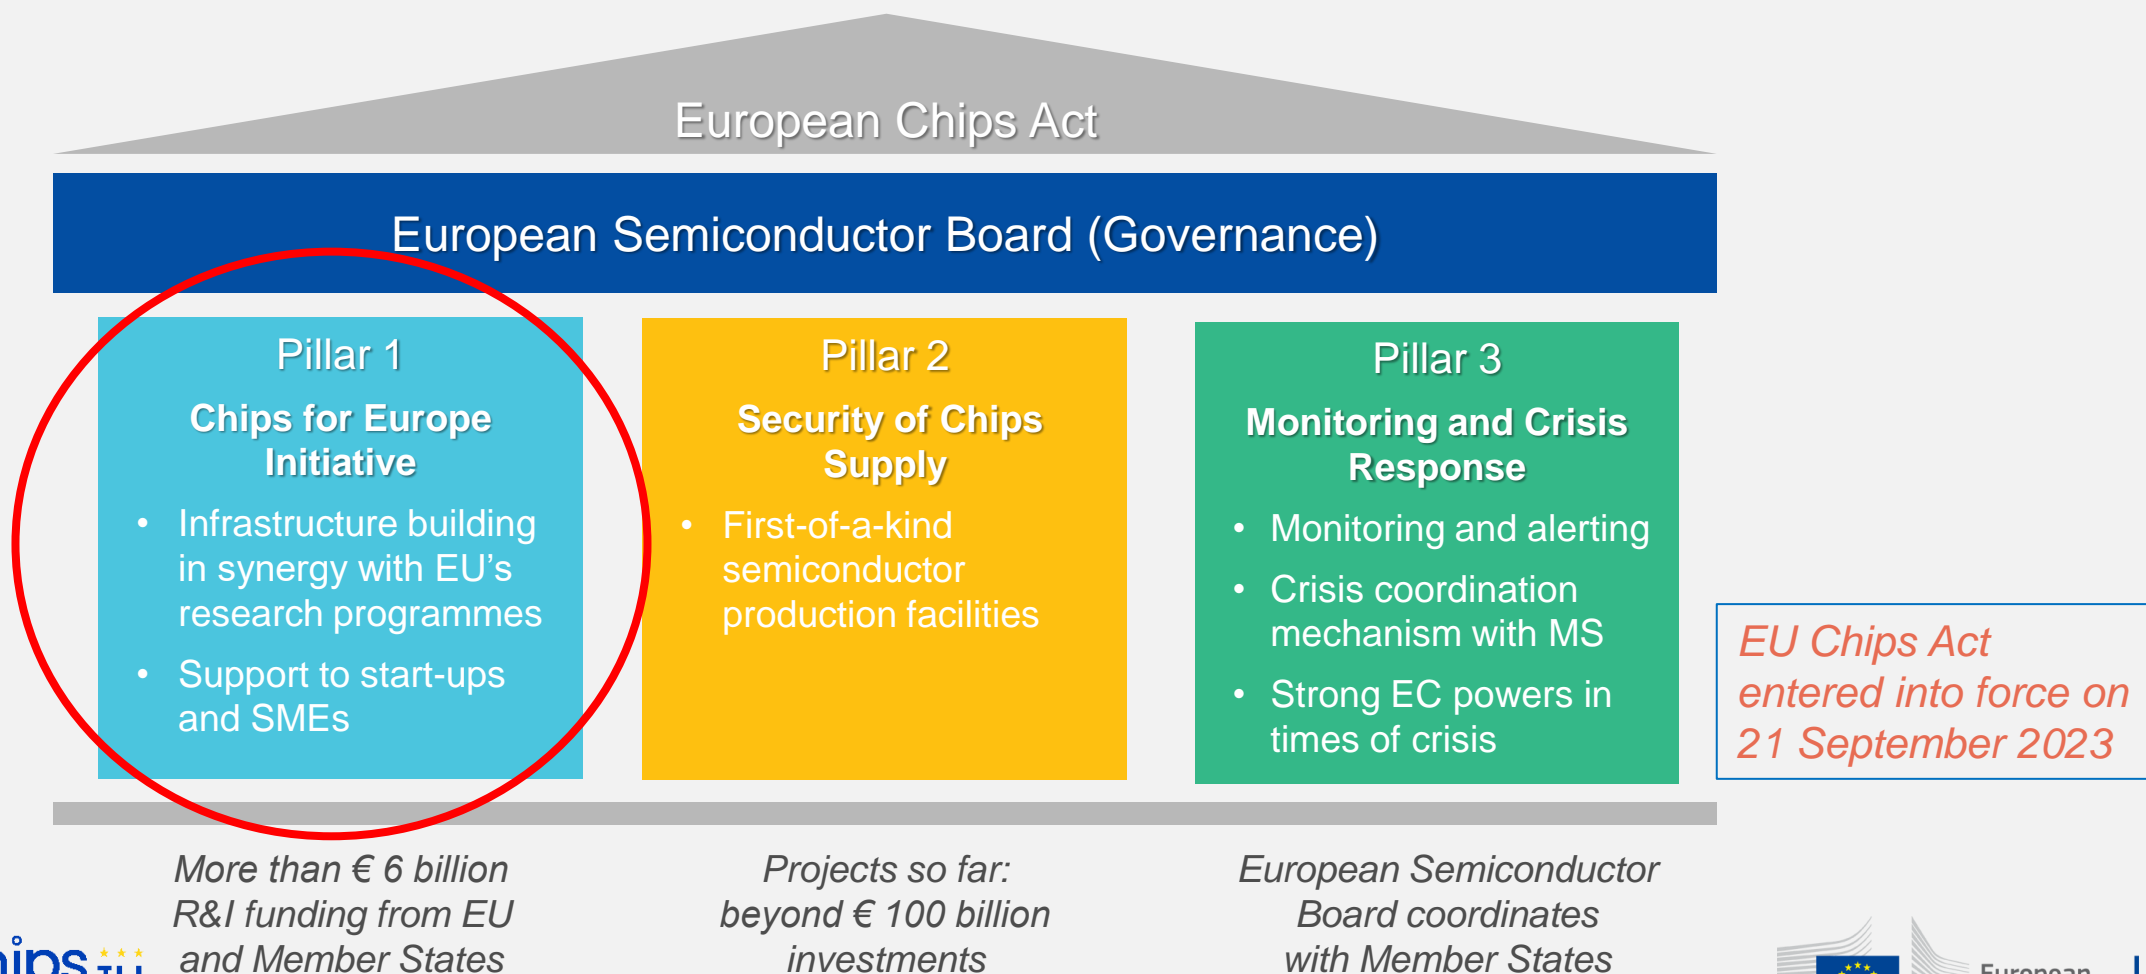 European Chips Act
European Semiconductor Board (Governance)
Pillar 1
Chips for Europe
Initiative
• Infrastructure building
in synergy with EU’s
research programmes
• Support to start-ups
and SMEs
Pillar 2
Security of Chips
Supply
• First-of-a-kind
semiconductor
production facilities
Pillar 3
Monitoring and Crisis
Response
• Monitoring and alerting
• Crisis coordination
mechanism with MS
• Strong EC powers in
times of crisis
EU Chips Act
entered into force on
21 September 2023
More than € 6 billion
R&I funding from EU
and Member States
Projects so far:
beyond € 100 billion
investments
European Semiconductor
Board coordinates
with Member States
European